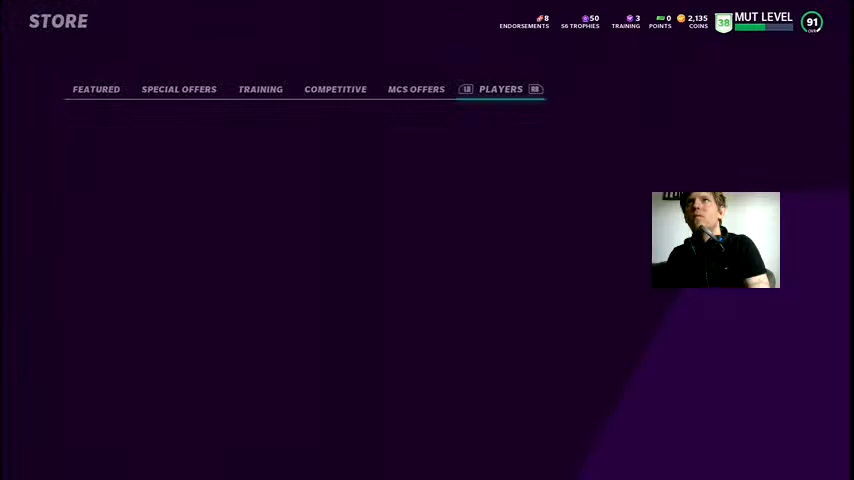 STORE
8 ENDORSEMENTS
50 S6 TROPHIES
3 TRAINING
0 POINTS
2,135 COINS
38 MUT LEVEL
91 OVR
FEATURED SPECIAL OFFERS TRAINING COMPETITIVE MCS OFFERS LB PLAYERS RB